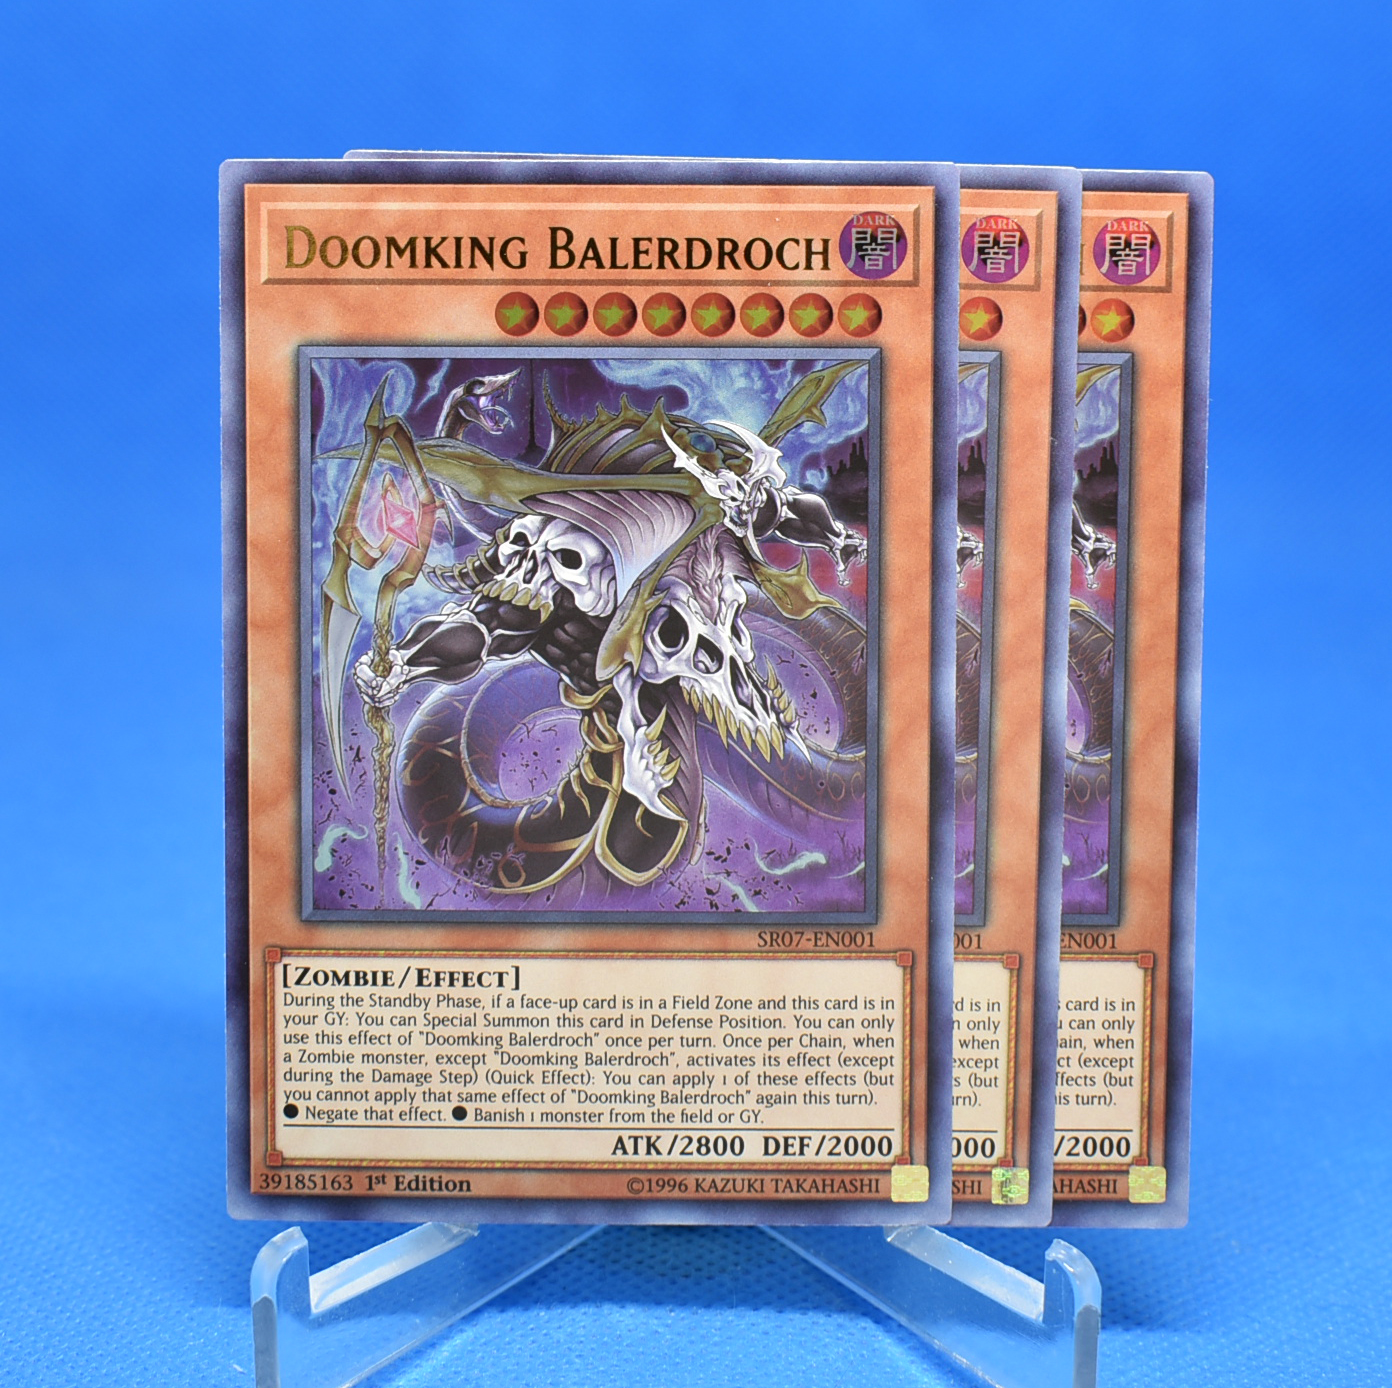 DOOMKING BALERDROCH
DARK
闇
DARK
闇
DARK
闇
SR07-EN001
001
EN001
[ZOMBIE/EFFECT]
During the Standby Phase, if a face-up card is in a Field Zone and this card is in
your GY: You can Special Summon this card in Defense Position. You can only
use this effect of "Doomking Balerdroch" once per turn. Once per Chain, when
a Zombie monster, except "Doomking Balerdroch", activates its effect (except
during the Damage Step) (Quick Effect): You can apply 1 of these effects (but
you cannot apply that same effect of "Doomking Balerdroch" again this turn).
● Negate that effect. ● Banish 1 monster from the field or GY.
ATK/2800 DEF/2000
39185163 1st Edition
©1996 KAZUKI TAKAHASHI
d is in
n only
when
except
s (but
rn).
000
SHI
card is in
can only
ain, when
ct (except
ffects (but
is turn).
/2000
KAHASHI